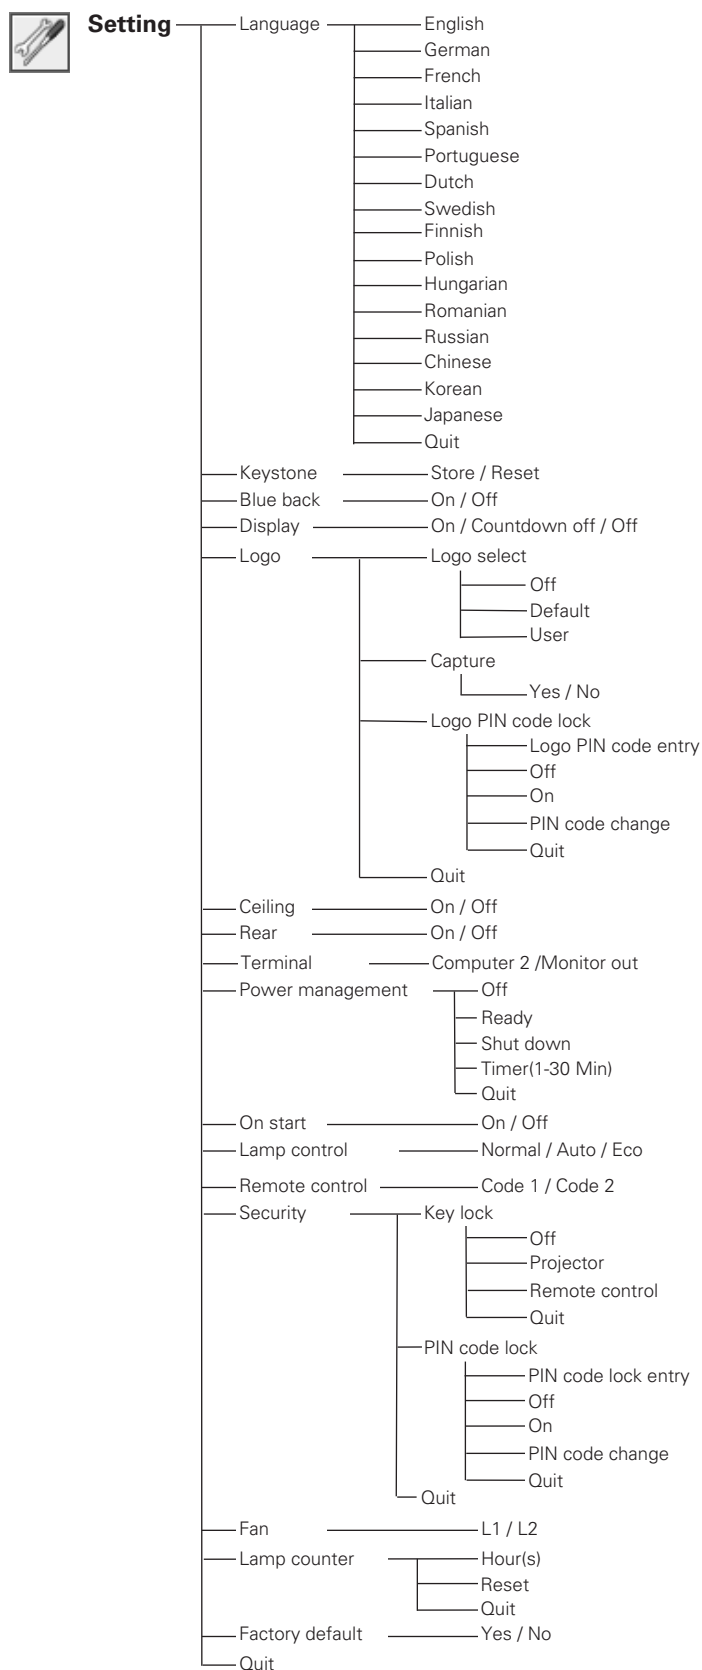 Setting Language English
German
French
Italian
Spanish
Portuguese
Dutch
Swedish
Finnish
Polish
Hungarian
Romanian
Russian
Chinese
Korean
Japanese
Quit
Keystone Store / Reset
Blue back On / Off
Display On / Countdown off / Off
Logo Logo select
Off
Default
User
Capture
Yes / No
Logo PIN code lock
Logo PIN code entry
Off
On
PIN code change
Quit
Quit
Ceiling On / Off
Rear On / Off
Terminal Computer 2 /Monitor out
Power management Off
Ready
Shut down
Timer(1-30 Min)
Quit
On start On / Off
Lamp control Normal / Auto / Eco
Remote control Code 1 / Code 2
Security Key lock
Off
Projector
Remote control
Quit
PIN code lock
PIN code lock entry
Off
On
PIN code change
Quit
Quit
Fan L1 / L2
Lamp counter Hour(s)
Reset
Quit
Factory default Yes / No
Quit